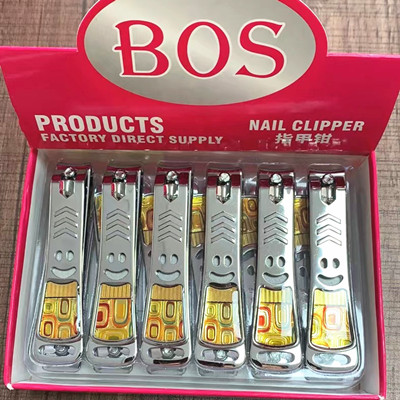 BOS
PRODUCTS
FACTORY DIRECT SUPPLY
NAIL CLIPPER
指甲钳